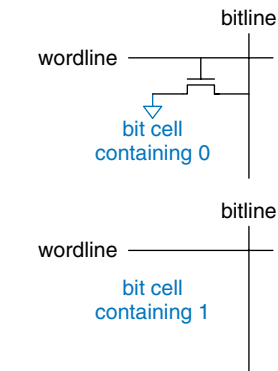 bitline
wordline
bit cell
containing 0
bitline
wordline
bit cell
containing 1